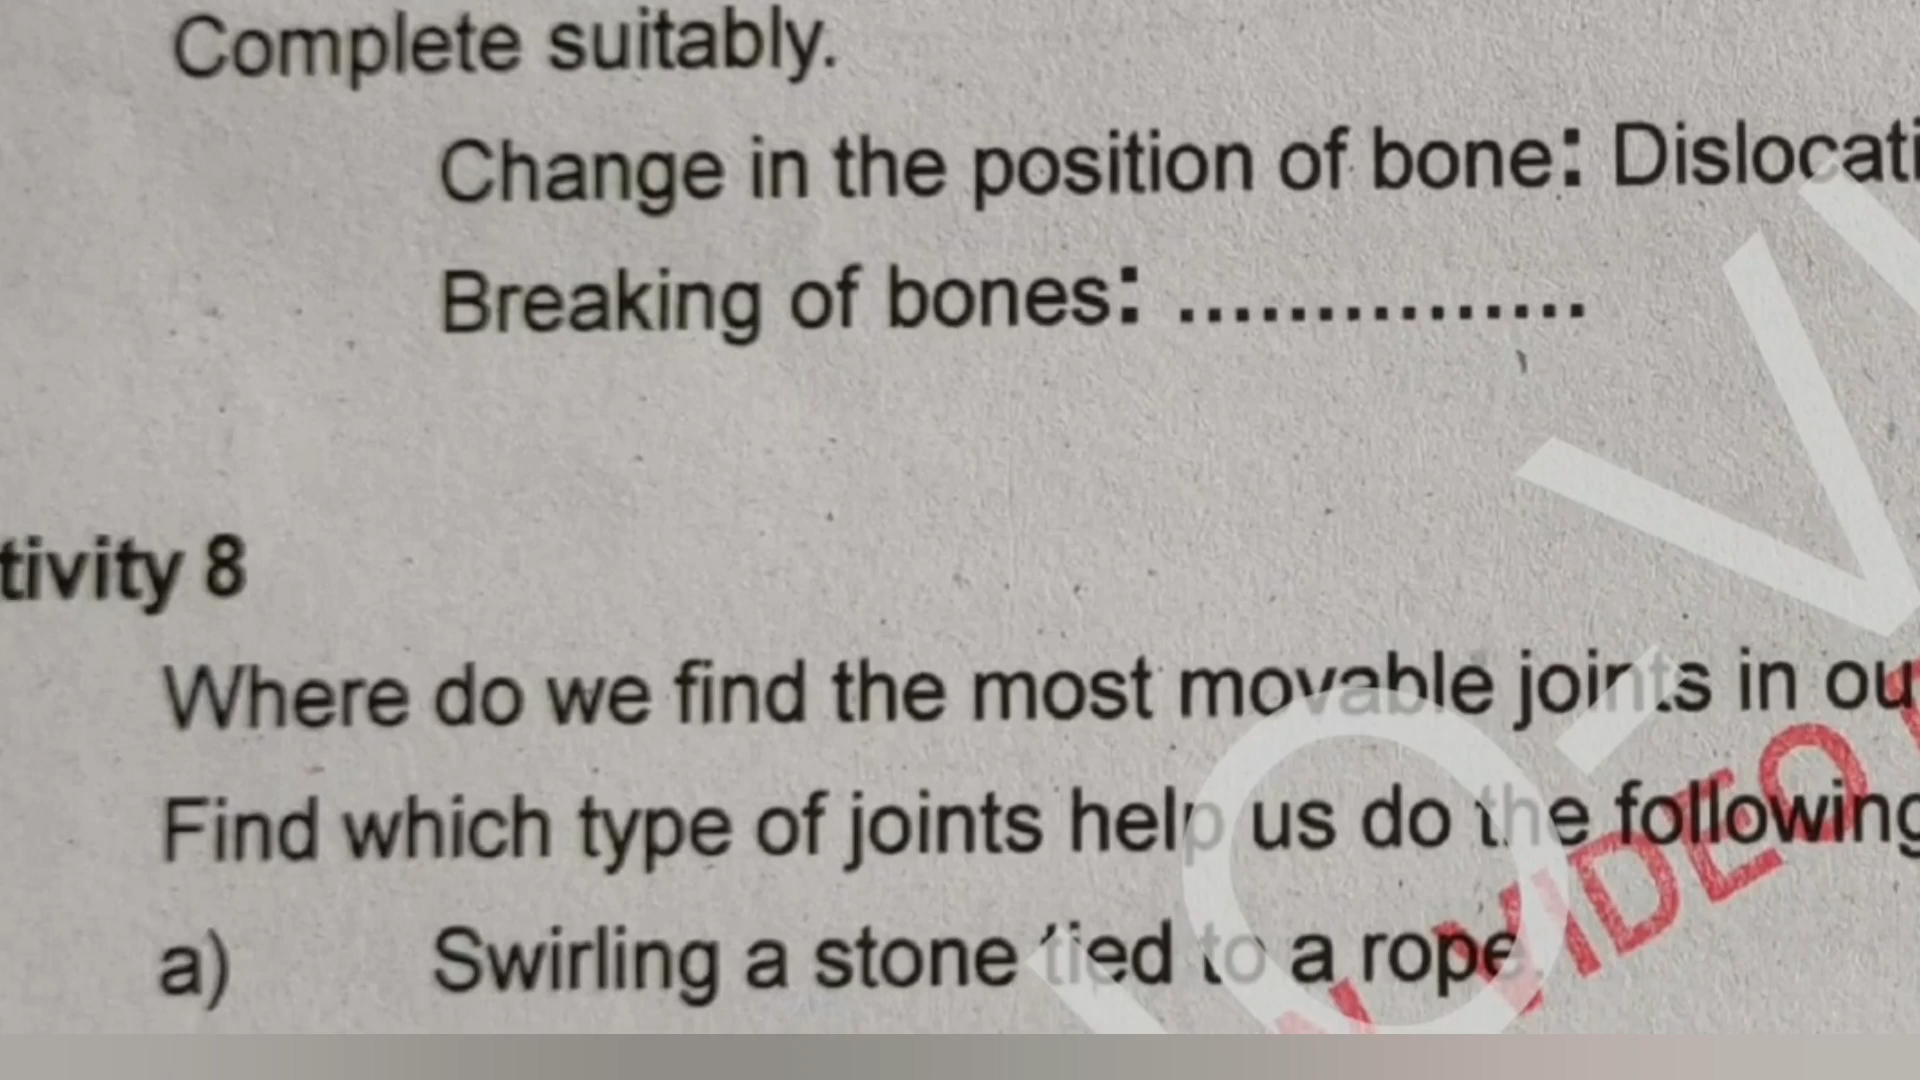 Complete suitably.
Change in the position of bone: Dislocati
Breaking of bones: ...............
tivity 8
Where do we find the most movable joints in ou
Find which type of joints help us do the following
a) Swirling a stone tied to a rope.
VIDEO